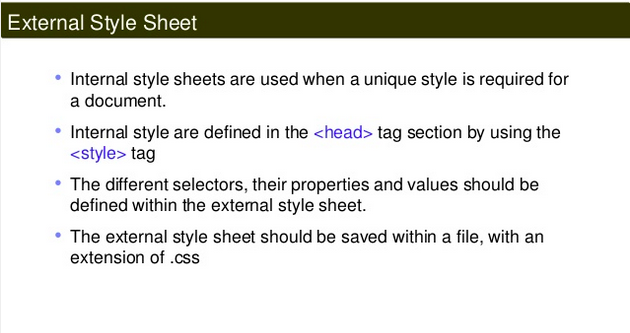 External Style Sheet
Internal style sheets are used when a unique style is required for
a document.
Internal style are defined in the <head> tag section by using the
<style> tag
The different selectors, their properties and values should be
defined within the external style sheet.
The external style sheet should be saved within a file, with an
extension of .css